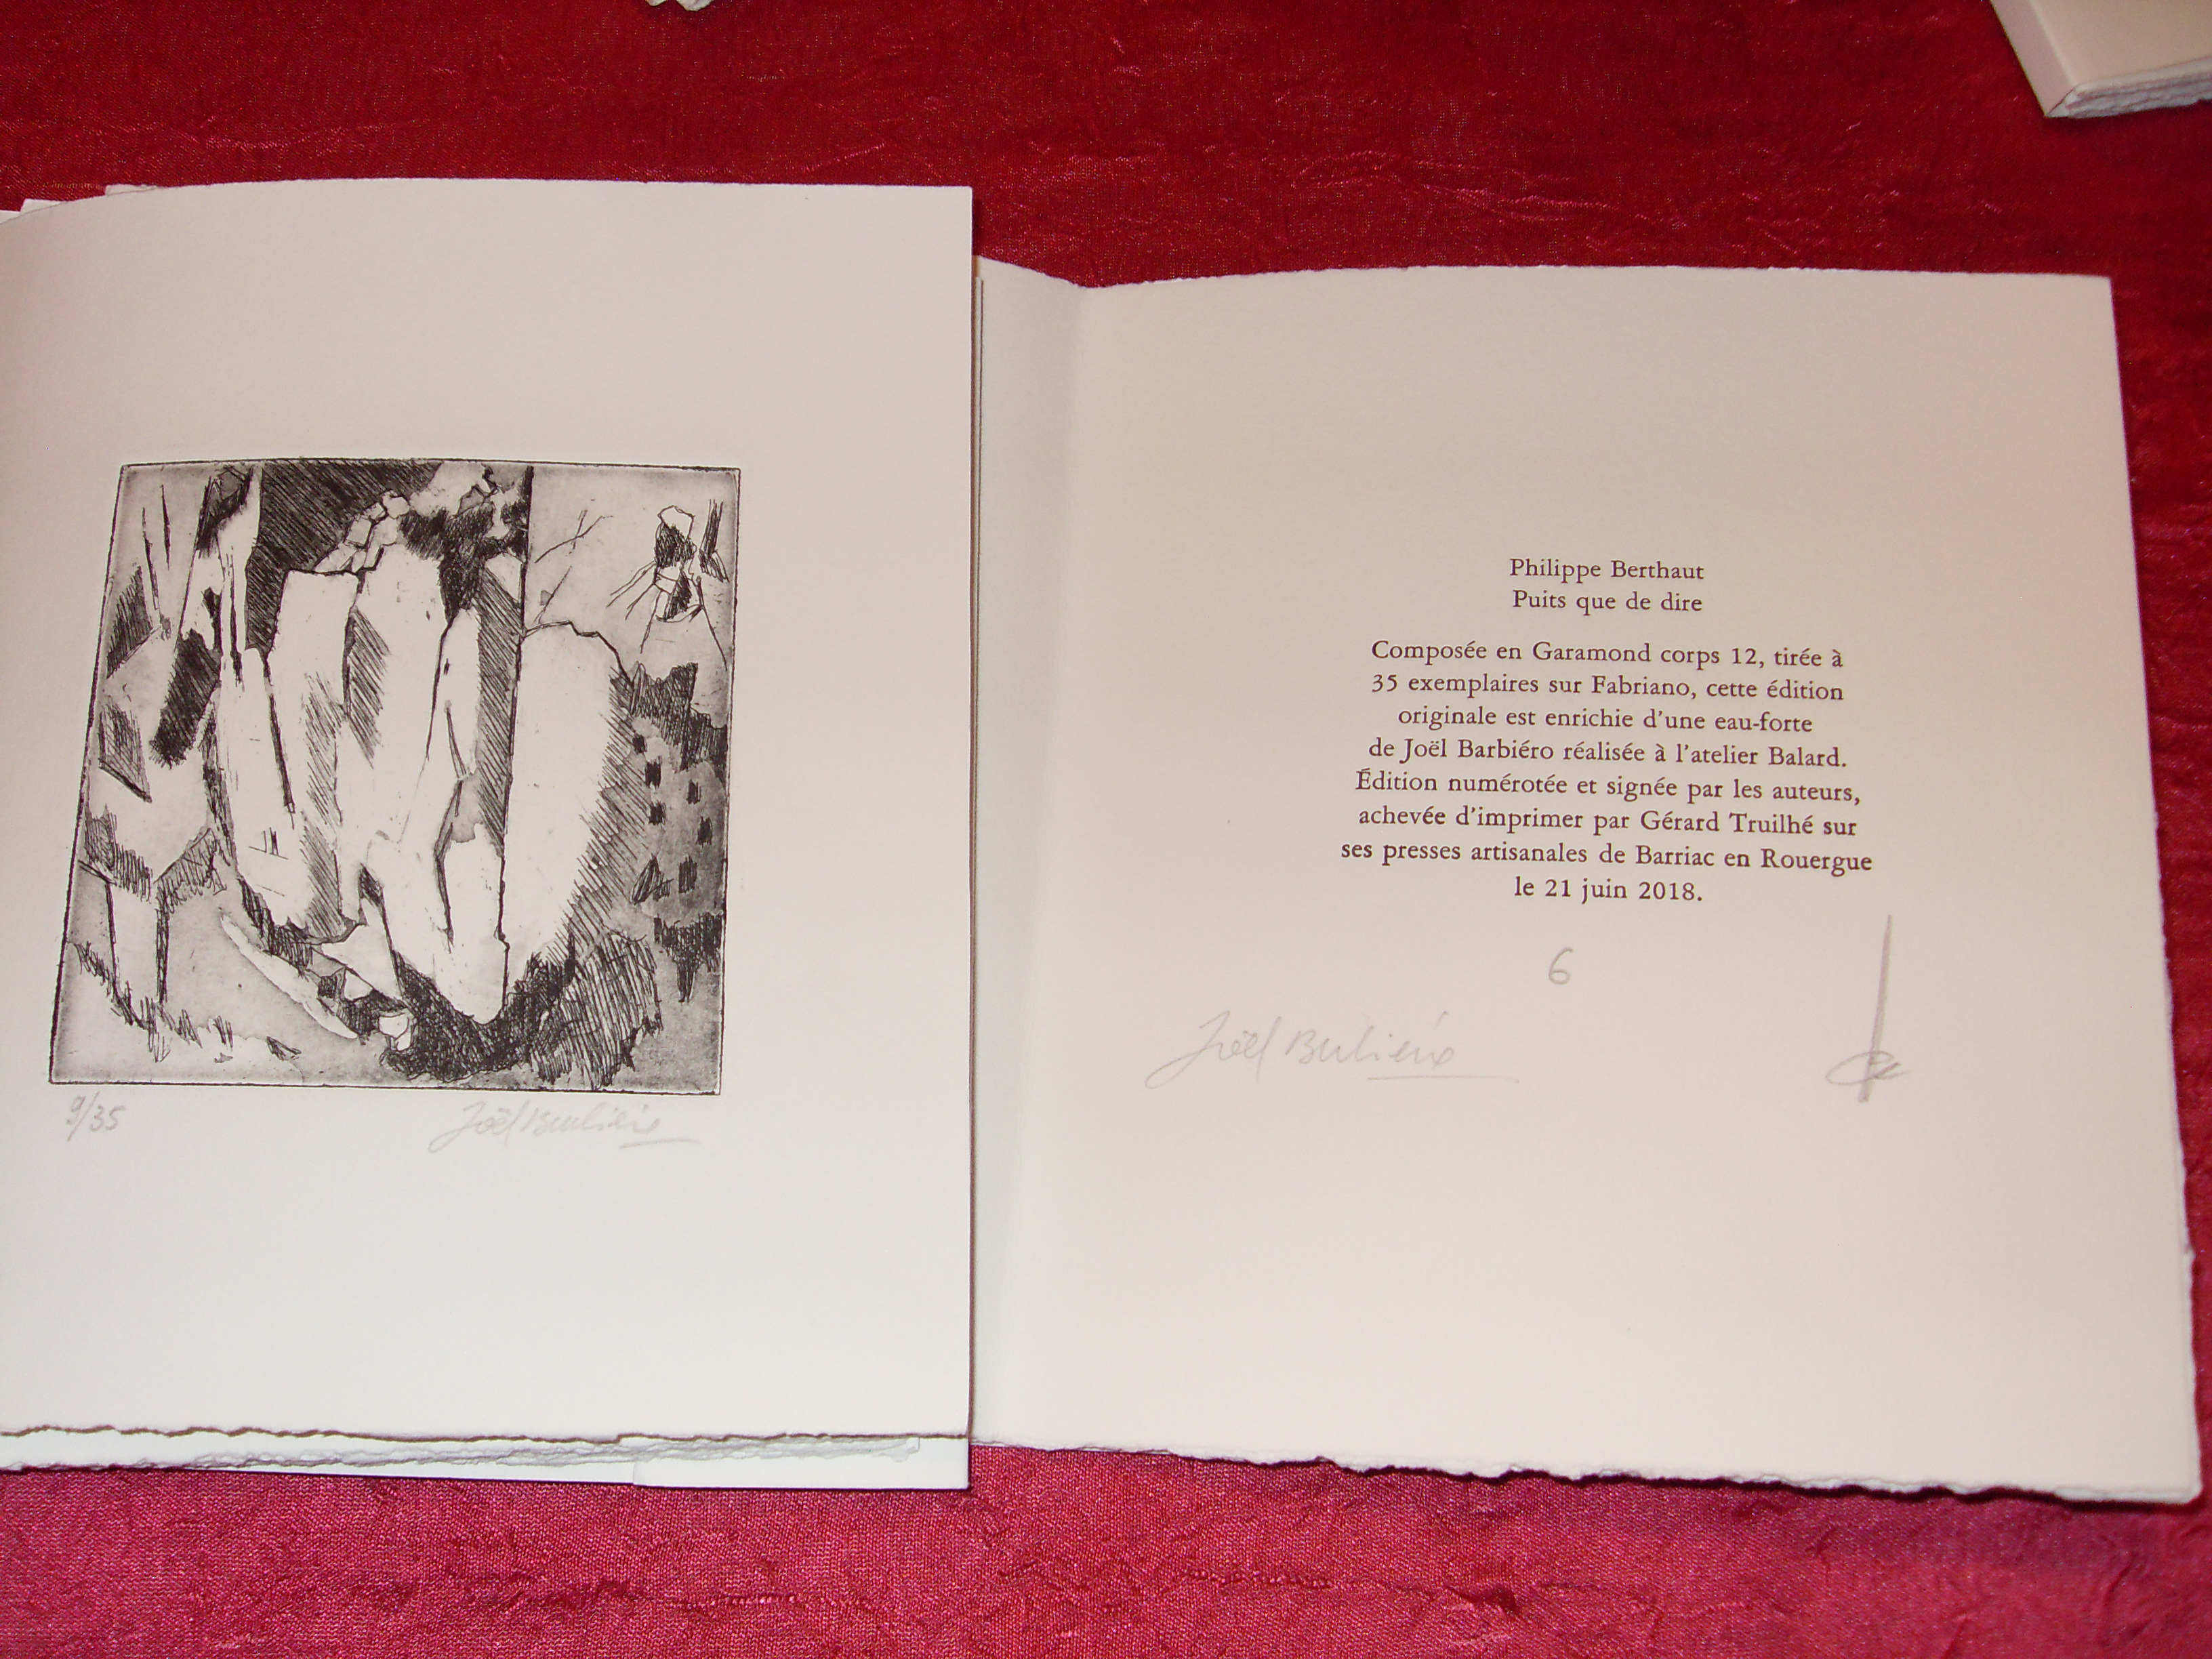 9/35
Joël Barbiéro
Philippe Berthaut
Puits que de dire
Composée en Garamond corps 12, tirée à
35 exemplaires sur Fabriano, cette édition
originale est enrichie d'une eau-forte
de Joël Barbiéro réalisée à l'atelier Balard.
Édition numérotée et signée par les auteurs,
achevée d'imprimer par Gérard Truilhé sur
ses presses artisanales de Barriac en Rouergue
le 21 juin 2018.
6
Joël Barbiéro